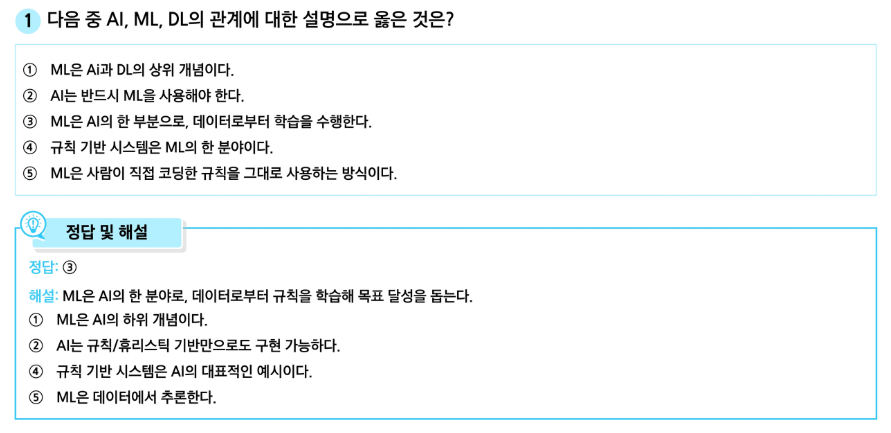 1 다음 중 AI, ML, DL의 관계에 대한 설명으로 옳은 것은?
① ML은 Ai과 DL의 상위 개념이다.
② AI는 반드시 ML을 사용해야 한다.
③ ML은 AI의 한 부분으로, 데이터로부터 학습을 수행한다.
④ 규칙 기반 시스템은 ML의 한 분야이다.
⑤ ML은 사람이 직접 코딩한 규칙을 그대로 사용하는 방식이다.
정답 및 해설
정답: ③
해설: ML은 AI의 한 분야로, 데이터로부터 규칙을 학습해 목표 달성을 돕는다.
① ML은 AI의 하위 개념이다.
② AI는 규칙/휴리스틱 기반만으로도 구현 가능하다.
④ 규칙 기반 시스템은 AI의 대표적인 예시이다.
⑤ ML은 데이터에서 추론한다.